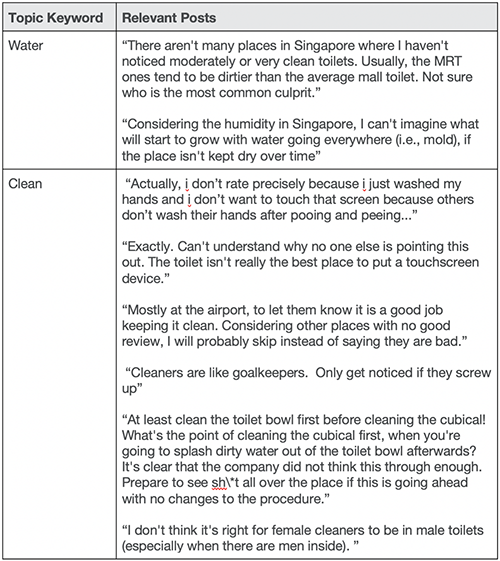 Topic Keyword Relevant Posts
Water
“There aren't many places in Singapore where I haven't
noticed moderately or very clean toilets. Usually, the MRT
ones tend to be dirtier than the average mall toilet. Not sure
who is the most common culprit.”
“Considering the humidity in Singapore, I can't imagine what
will start to grow with water going everywhere (i.e., mold), if
the place isn't kept dry over time”
Clean
“Actually, i don’t rate precisely because i just washed my
hands and i don’t want to touch that screen because others
don’t wash their hands after pooing and peeing...”
“Exactly. Can't understand why no one else is pointing this
out. The toilet isn't really the best place to put a touchscreen
device.”
“Mostly at the airport, to let them know it is a good job
keeping it clean. Considering other places with no good
review, I will probably skip instead of saying they are bad.”
“Cleaners are like goalkeepers.  Only get noticed if they screw
up”
“At least clean the toilet bowl first before cleaning the cubical!
What's the point of cleaning the cubical first, when you're
going to splash dirty water out of the toilet bowl afterwards?
It's clear that the company did not think this through enough.
Prepare to see sh\*t all over the place if this is going ahead
with no changes to the procedure.”
“I don't think it's right for female cleaners to be in male toilets
(especially when there are men inside). ”